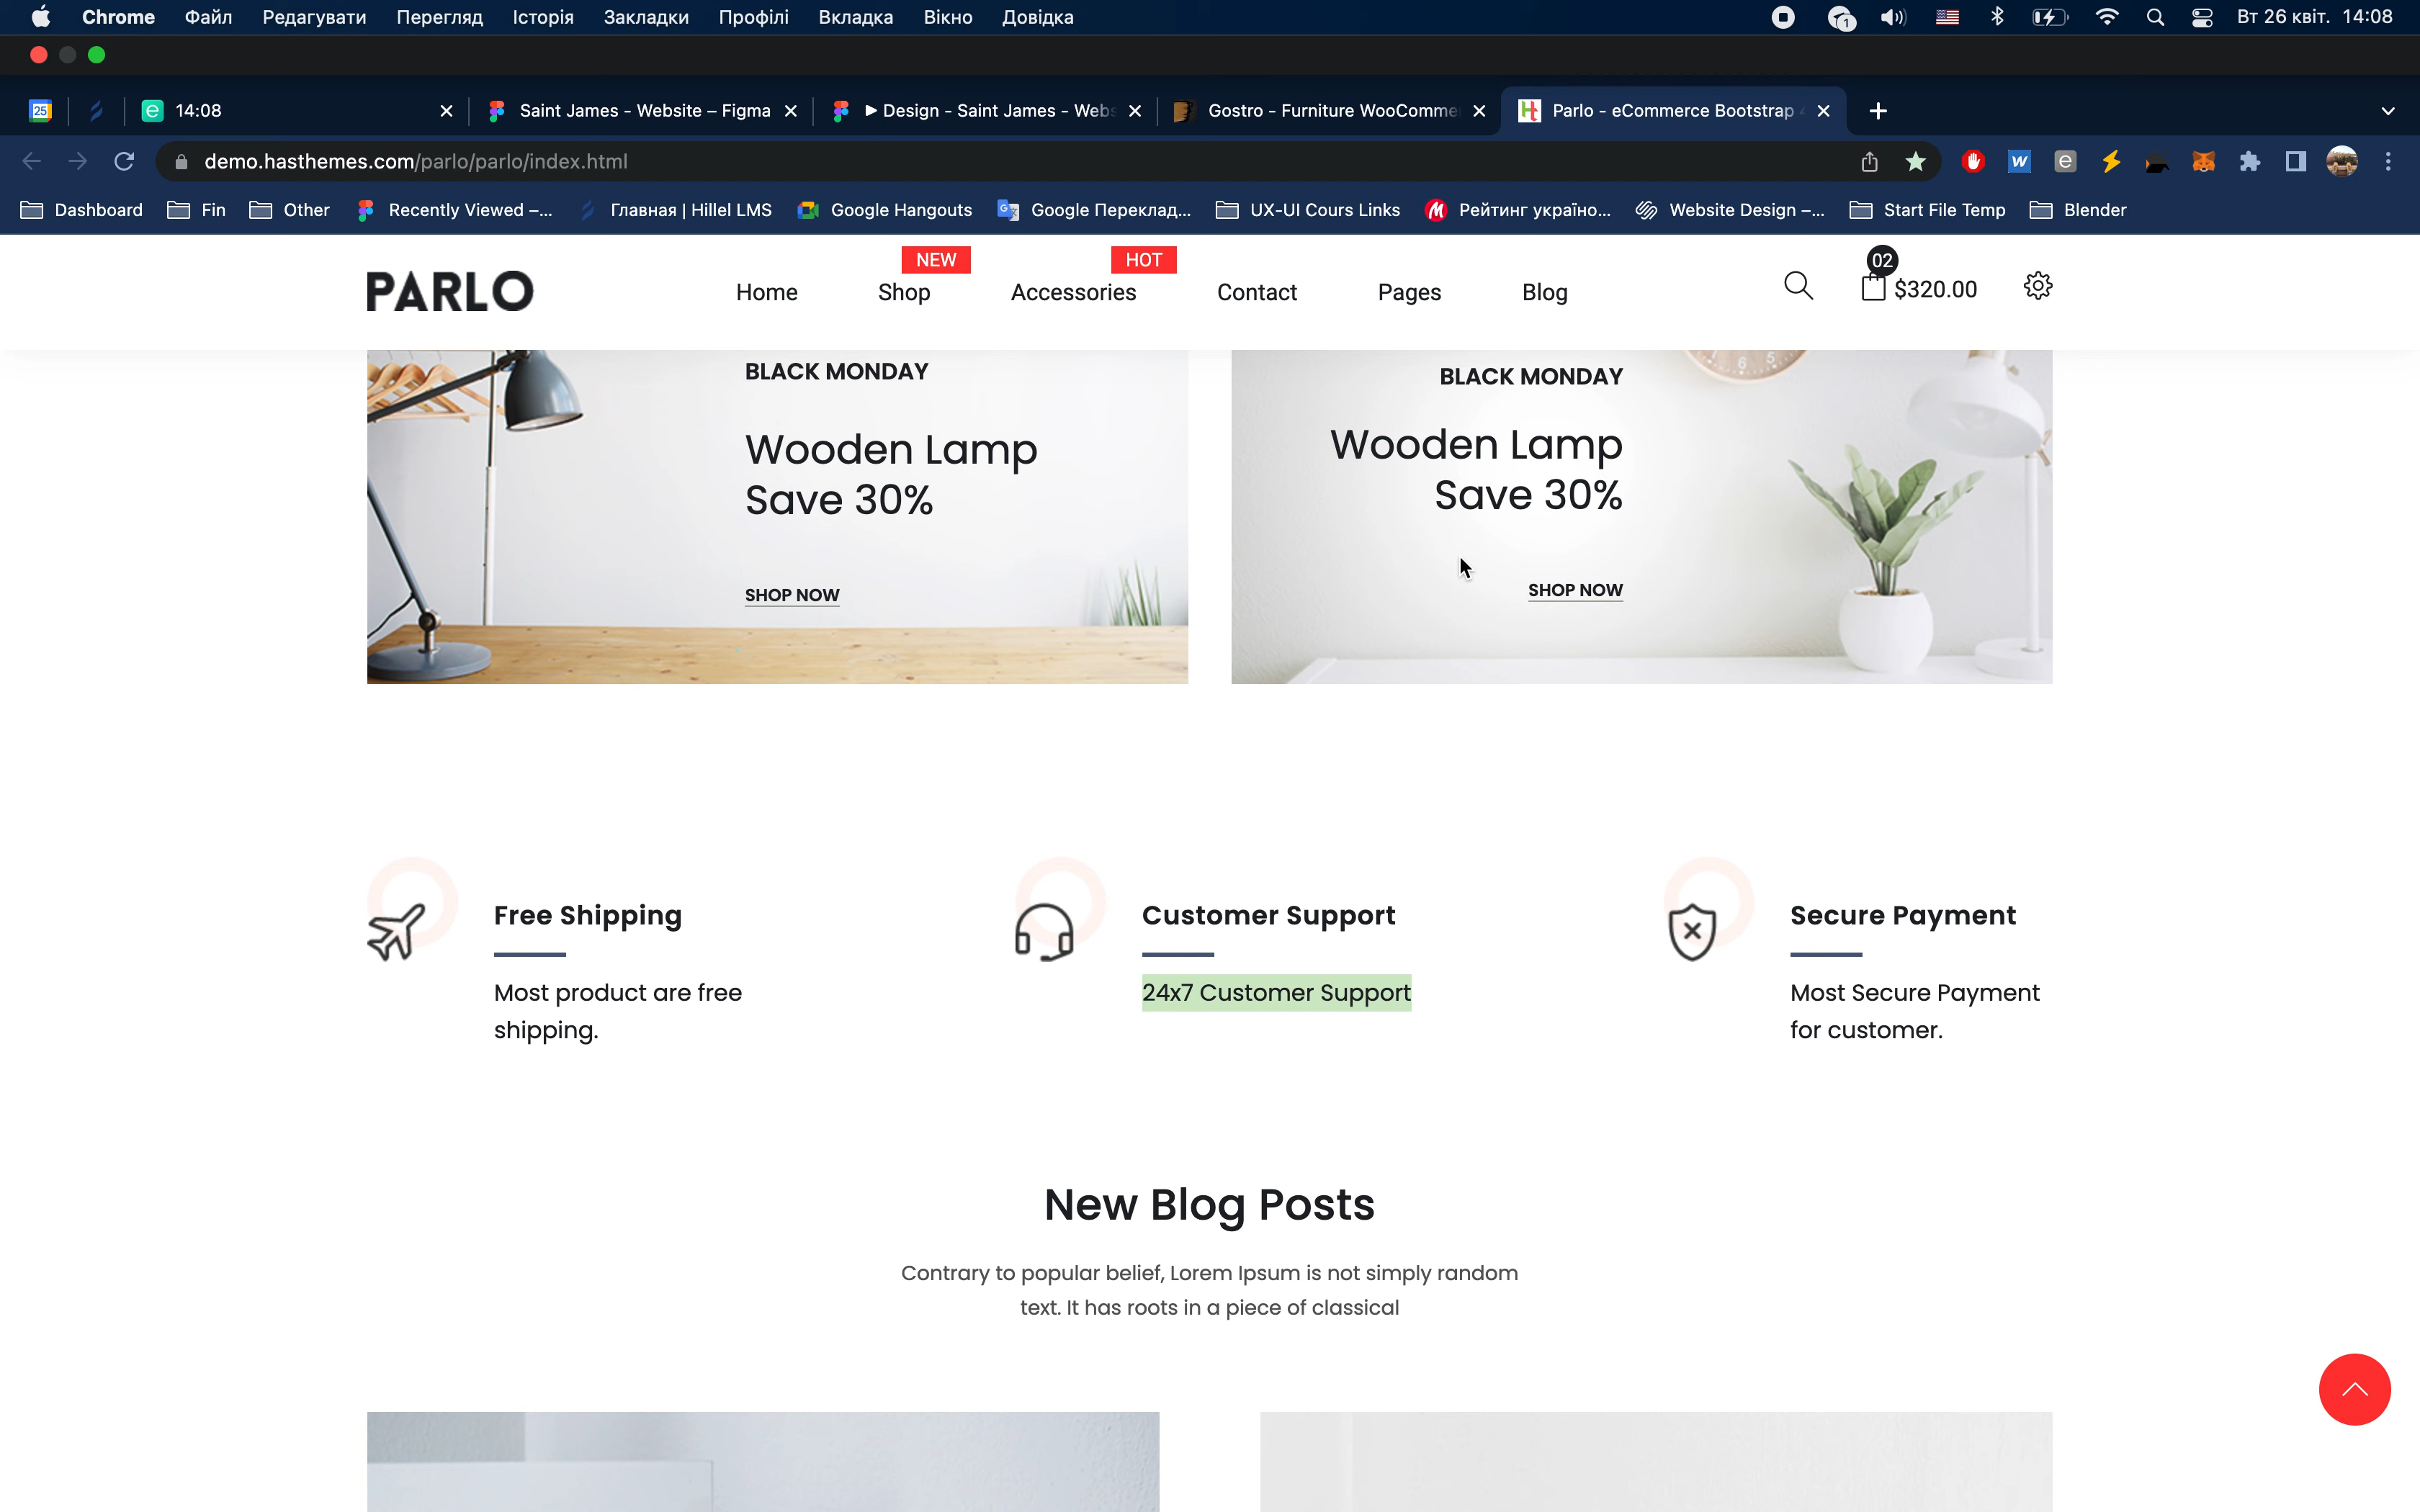 Chrome Файл Редагувати Перегляд Історія Закладки Профілі Вкладка Вікно Довідка 1 Вт 26 квіт. 14:08
25 14:08 Saint James - Website – Figma Design - Saint James - Webs Gostro - Furniture WooComme Parlo - eCommerce Bootstrap 4
demo.hasthemes.com/parlo/parlo/index.html
Dashboard Fin Other Recently Viewed –... Главная | Hillel LMS Google Hangouts Google Переклад... UX-UI Cours Links Рейтинг україно... Website Design –... Start File Temp Blender
NEW HOT 02
PARLO Home Shop Accessories Contact Pages Blog $320.00
BLACK MONDAY
Wooden Lamp
Save 30%
SHOP NOW
BLACK MONDAY
Wooden Lamp
Save 30%
SHOP NOW
6 5
Free Shipping
Most product are free
shipping.
Customer Support
24x7 Customer Support
Secure Payment
Most Secure Payment
for customer.
New Blog Posts
Contrary to popular belief, Lorem Ipsum is not simply random
text. It has roots in a piece of classical